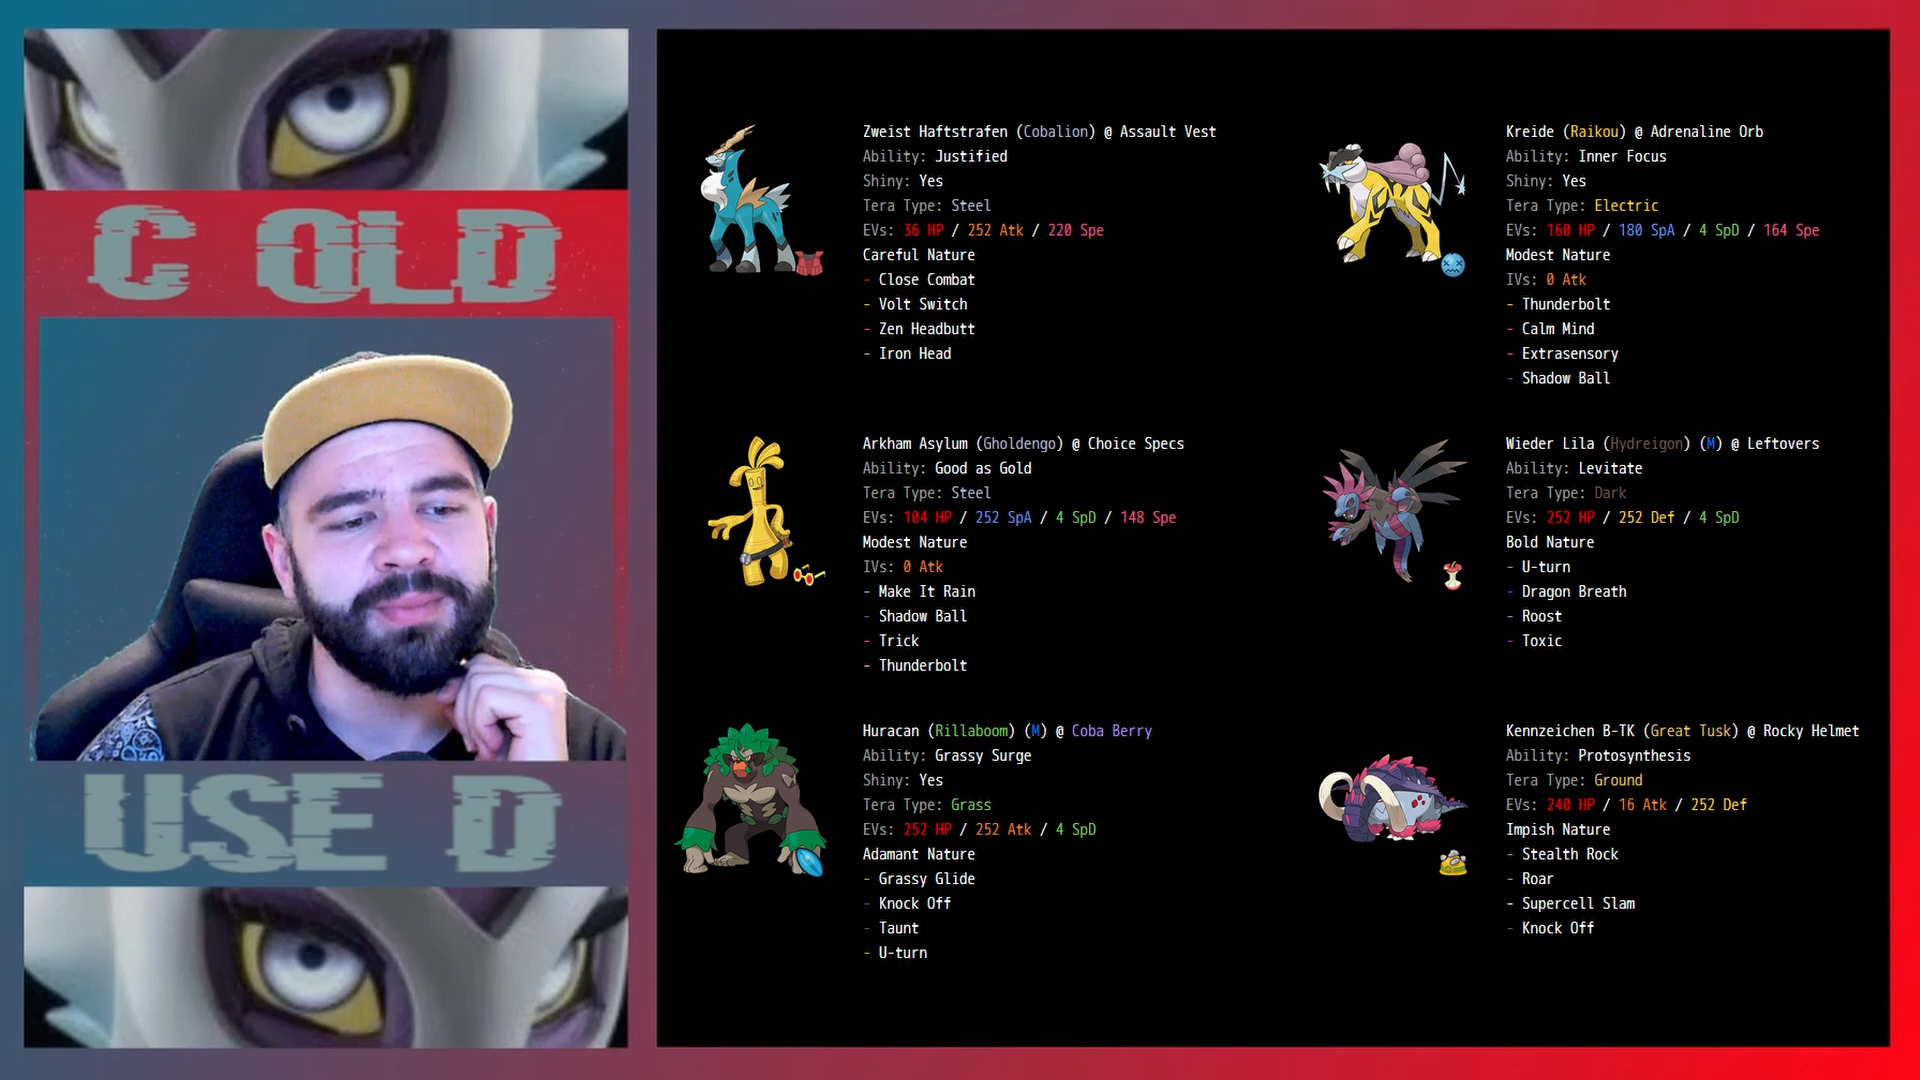 C OLD
USE D
Zweist Haftstrafen (Cobalion) @ Assault Vest
Ability: Justified
Shiny: Yes
Tera Type: Steel
EVs: 36 HP / 252 Atk / 220 Spe
Careful Nature
- Close Combat
- Volt Switch
- Zen Headbutt
- Iron Head
Kreide (Raikou) @ Adrenaline Orb
Ability: Inner Focus
Shiny: Yes
Tera Type: Electric
EVs: 160 HP / 180 SpA / 4 SpD / 164 Spe
Modest Nature
IVs: 0 Atk
- Thunderbolt
- Calm Mind
- Extrasensory
- Shadow Ball
Arkham Asylum (Gholdengo) @ Choice Specs
Ability: Good as Gold
Tera Type: Steel
EVs: 104 HP / 252 SpA / 4 SpD / 148 Spe
Modest Nature
IVs: 0 Atk
- Make It Rain
- Shadow Ball
- Trick
- Thunderbolt
Wieder Lila (Hydreigon) (M) @ Leftovers
Ability: Levitate
Tera Type: Dark
EVs: 252 HP / 252 Def / 4 SpD
Bold Nature
- U-turn
- Dragon Breath
- Roost
- Toxic
Huracan (Rillaboom) (M) @ Coba Berry
Ability: Grassy Surge
Shiny: Yes
Tera Type: Grass
EVs: 252 HP / 252 Atk / 4 SpD
Adamant Nature
- Grassy Glide
- Knock Off
- Taunt
- U-turn
Kennzeichen B-TK (Great Tusk) @ Rocky Helmet
Ability: Protosynthesis
Tera Type: Ground
EVs: 240 HP / 16 Atk / 252 Def
Impish Nature
- Stealth Rock
- Roar
- Supercell Slam
- Knock Off